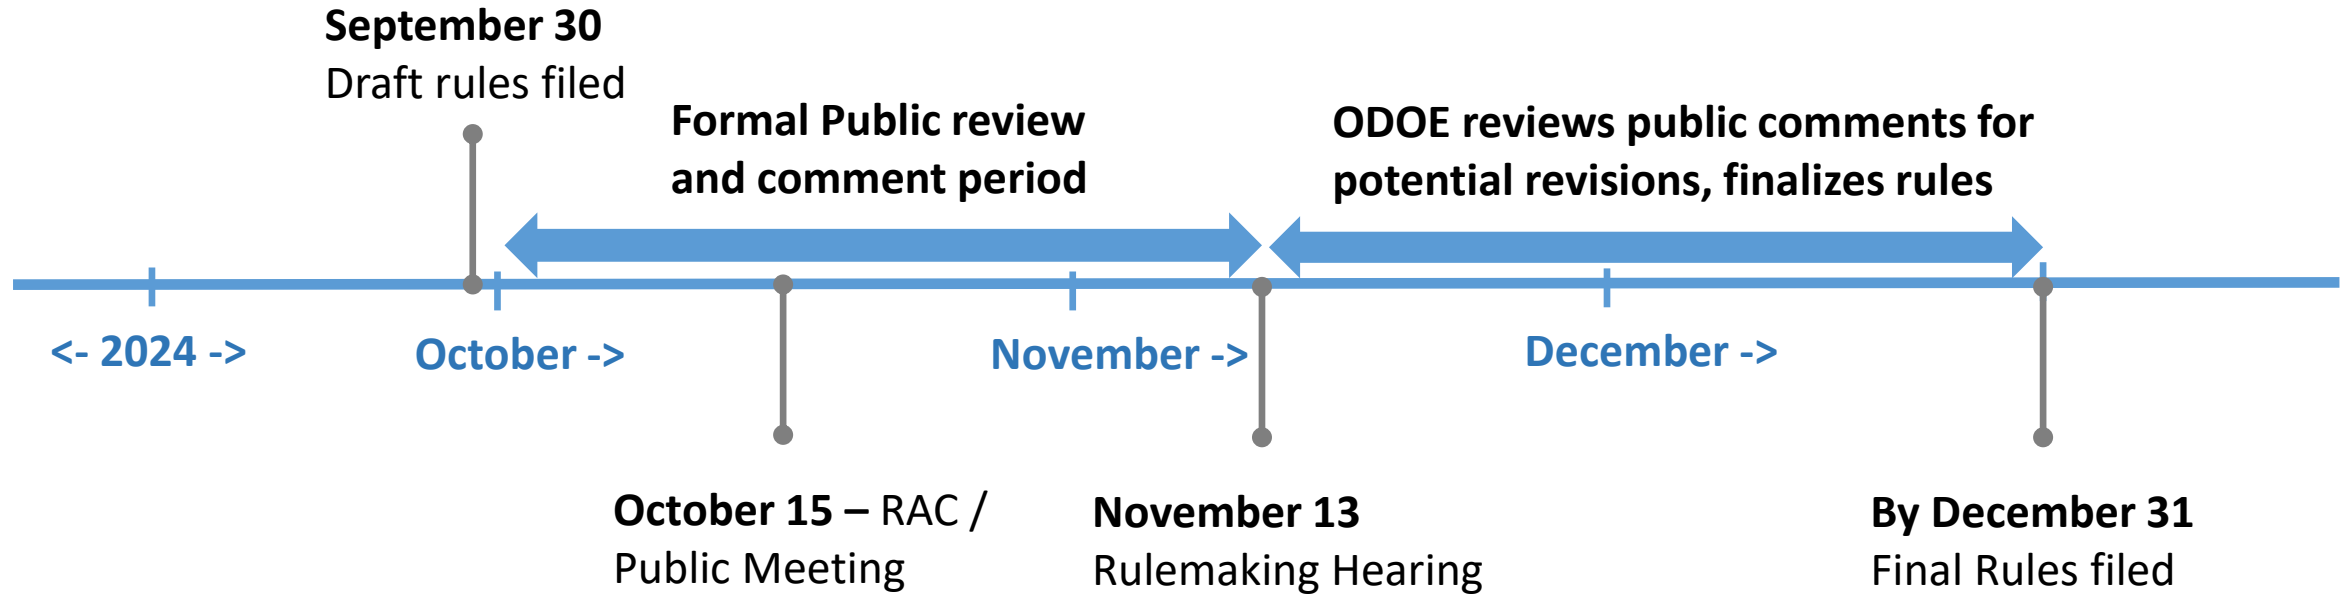 September 30
Draft rules filed
Formal Public review
and comment period
ODOE reviews public comments for
potential revisions, finalizes rules
<- 2024 ->
October ->
November ->
December ->
October 15 – RAC /
Public Meeting
November 13
Rulemaking Hearing
By December 31
Final Rules filed